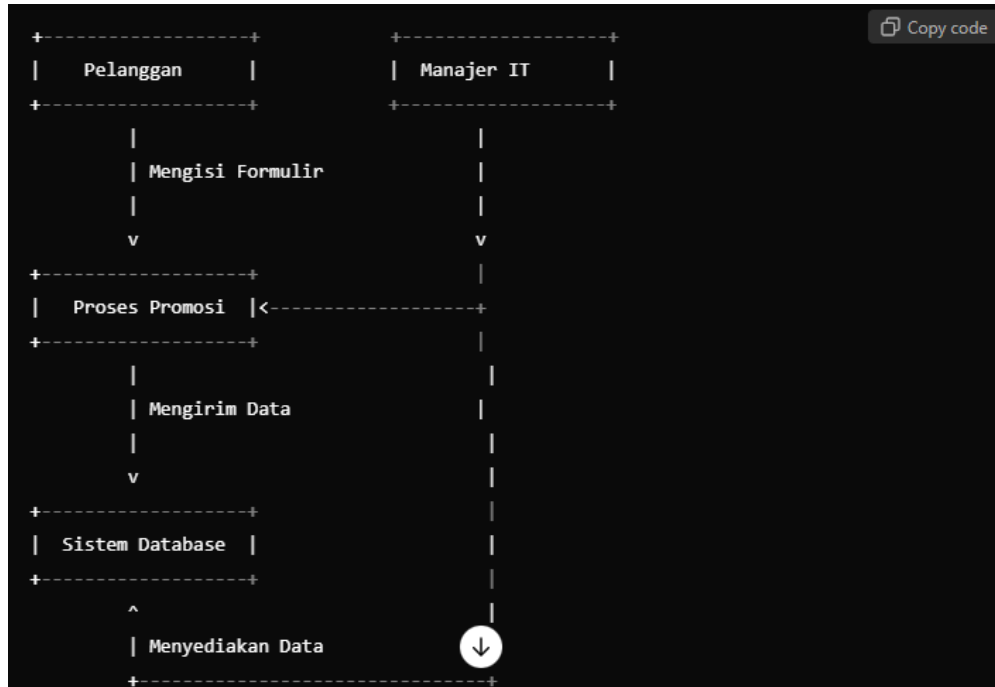 Copy code
Pelanggan
Manajer IT
Mengisi Formulir
v
v
Proses Promosi
Mengirim Data
v
Sistem Database
Menyediakan Data